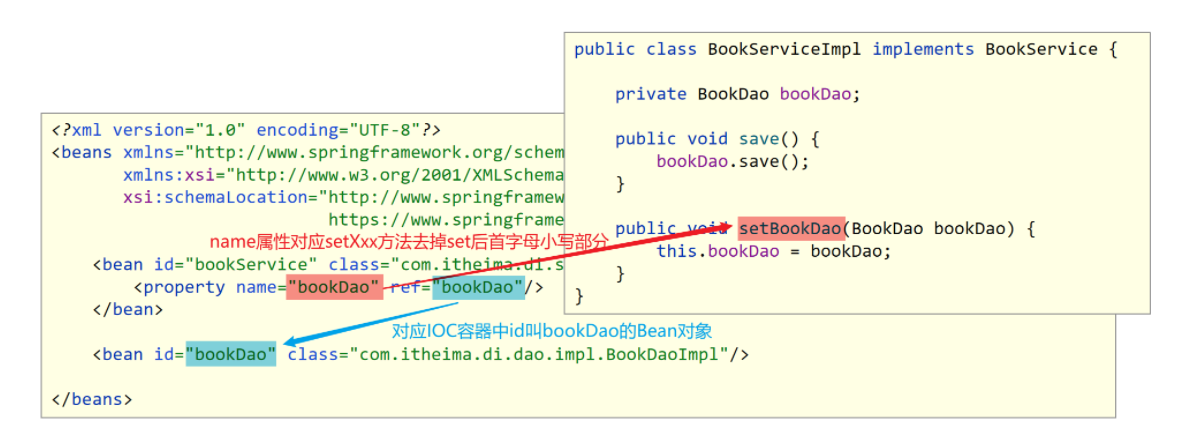 public class BookServiceImpl implements BookService {
private BookDao bookDao;
public void save() {
bookDao.save();
}
public void setBookDao(BookDao bookDao) {
this.bookDao = bookDao;
}
}
<?xml version="1.0" encoding="UTF-8"?>
<beans xmlns="http://www.springframework.org/schem
xmlns:xsi="http://www.w3.org/2001/XMLSchema
xsi:schemaLocation="http://www.springframew
https://www.springframe
name属性对应setXxx方法去掉set后首字母小写部分
<bean id="bookService" class="com.itheima.di.s
<property name="bookDao" ref="bookDao"/>
</bean>
对应IOC容器中id叫bookDao的Bean对象
<bean id="bookDao" class="com.itheima.di.dao.impl.BookDaoImpl"/>
</beans>